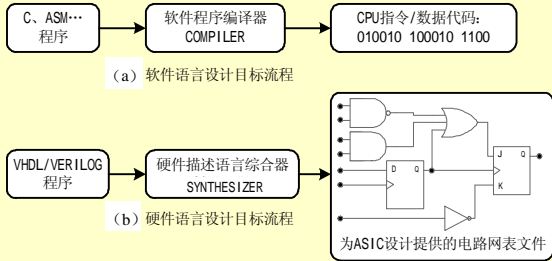 C、ASM…
程序
软件程序编译器
COMPILER
CPU指令/数据代码：
010010 100010 1100
（a）软件语言设计目标流程
VHDL/VERILOG
程序
硬件描述语言综合器
SYNTHESIZER
D Q
J Q
K
为ASIC设计提供的电路网表文件
（b）硬件语言设计目标流程